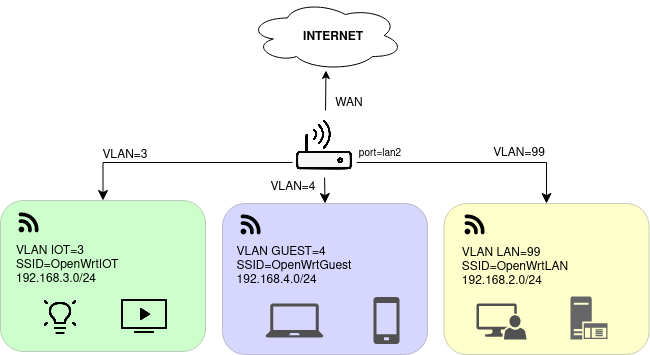 INTERNET
WAN
port=lan2
VLAN=3
VLAN=99
VLAN=4
VLAN IOT=3
SSID=OpenWrtIOT
192.168.3.0/24
VLAN GUEST=4
SSID=OpenWrtGuest
192.168.4.0/24
VLAN LAN=99
SSID=OpenWrtLAN
192.168.2.0/24